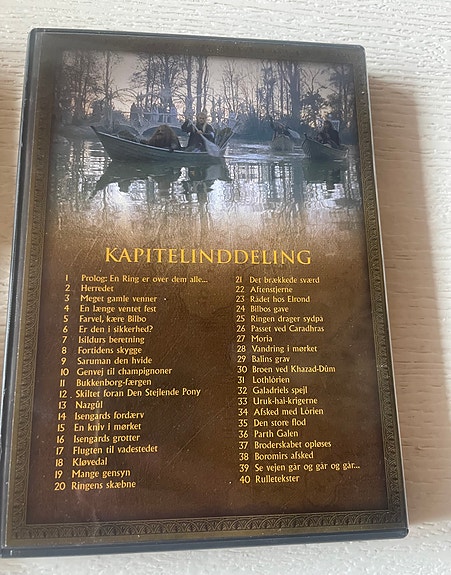 KAPITELINDDELING
1 Prolog: En Ring er over dem alle...
2 Herredet
3 Meget gamle venner
4 En længe ventet fest
5 Farvel, kære Bilbo
6 Er den i sikkerhed?
7 Isildurs beretning
8 Fortidens skygge
9 Saruman den hvide
10 Genvej til champignoner
11 Bukkenborg-færgen
12 Skiltet foran Den Stejlende Pony
13 Nazgûl
14 Isengards fordærv
15 En kniv i mørket
16 Isengards grotter
17 Flugten til vadestedet
18 Kløvedal
19 Mange gensyn
20 Ringens skæbne
21 Det brækkede sværd
22 Aftenstjerne
23 Rådet hos Elrond
24 Bilbos gave
25 Ringen drager sydpå
26 Passet ved Caradhras
27 Moria
28 Vandring i mørket
29 Balins grav
30 Broen ved Khazad-Dûm
31 Lothlórien
32 Galadriels spejl
33 Uruk-hai-krigerne
34 Afsked med Lórien
35 Den store flod
36 Parth Galen
37 Broderskabet opløses
38 Boromirs afsked
39 Se vejen går og går og går...
40 Rulletekster